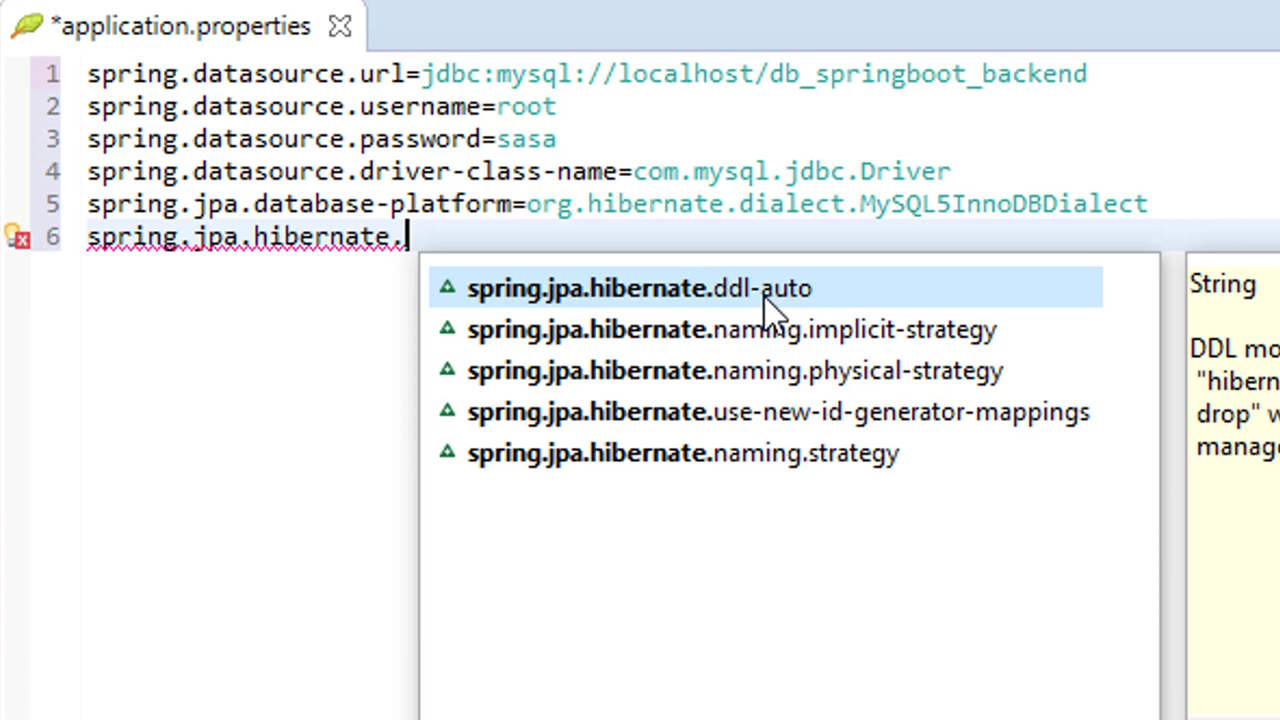 *application.properties
1 spring.datasource.url=jdbc:mysql://localhost/db_springboot_backend
2 spring.datasource.username=root
3 spring.datasource.password=sasa
4 spring.datasource.driver-class-name=com.mysql.jdbc.Driver
5 spring.jpa.database-platform=org.hibernate.dialect.MySQL5InnoDBDialect
6 spring.jpa.hibernate.
spring.jpa.hibernate.ddl-auto
spring.jpa.hibernate.naming.implicit-strategy
spring.jpa.hibernate.naming.physical-strategy
spring.jpa.hibernate.use-new-id-generator-mappings
spring.jpa.hibernate.naming.strategy
String
DDL mo
"hibern
drop" w
manage